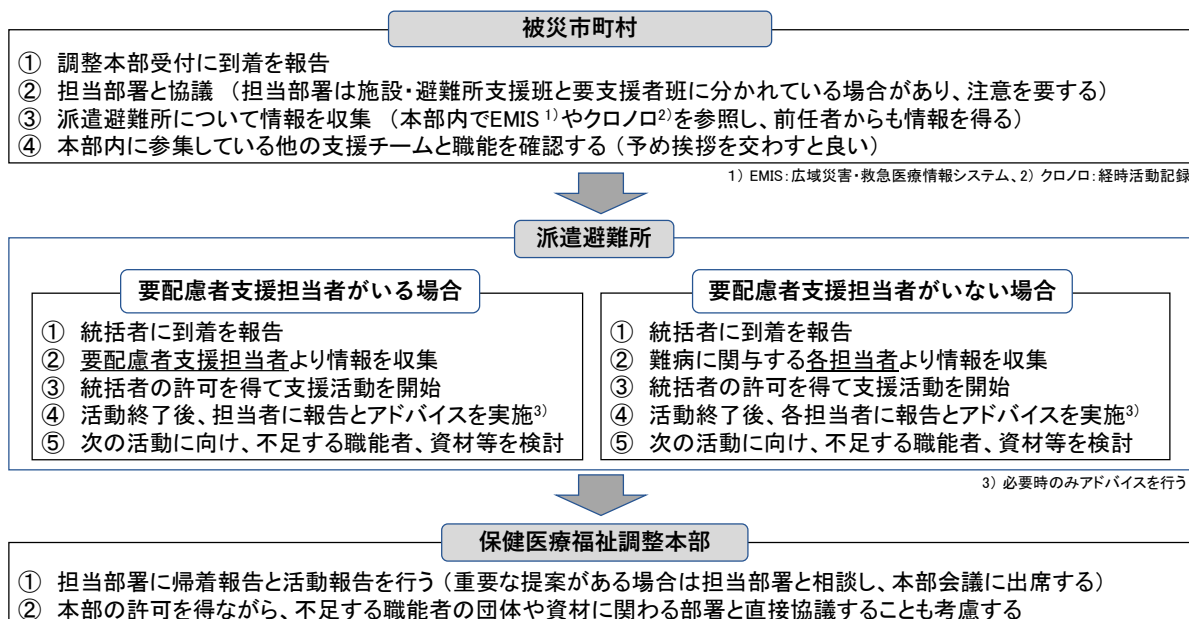 被災市町村
① 調整本部受付に到着を報告
② 担当部署と協議 （担当部署は施設・避難所支援班と要支援者班に分かれている場合があり、注意を要する）
③ 派遣避難所について情報を収集 （本部内でEMIS 1）やクロノロ2）を参照し、前任者からも情報を得る）
④ 本部内に参集している他の支援チームと職能を確認する （予め挨拶を交わすと良い）
1） EMIS：広域災害・救急医療情報システム、2） クロノロ：経時活動記録
派遣避難所
要配慮者支援担当者がいる場合
① 統括者に到着を報告
② 要配慮者支援担当者より情報を収集
③ 統括者の許可を得て支援活動を開始
④ 活動終了後、担当者に報告とアドバイスを実施3）
⑤ 次の活動に向け、不足する職能者、資材等を検討
要配慮者支援担当者がいない場合
① 統括者に到着を報告
② 難病に関与する各担当者より情報を収集
③ 統括者の許可を得て支援活動を開始
④ 活動終了後、各担当者に報告とアドバイスを実施3）
⑤ 次の活動に向け、不足する職能者、資材等を検討
3） 必要時のみアドバイスを行う
保健医療福祉調整本部
① 担当部署に帰着報告と活動報告を行う （重要な提案がある場合は担当部署と相談し、本部会議に出席する）
② 本部の許可を得ながら、不足する職能者の団体や資材に関わる部署と直接協議することも考慮する